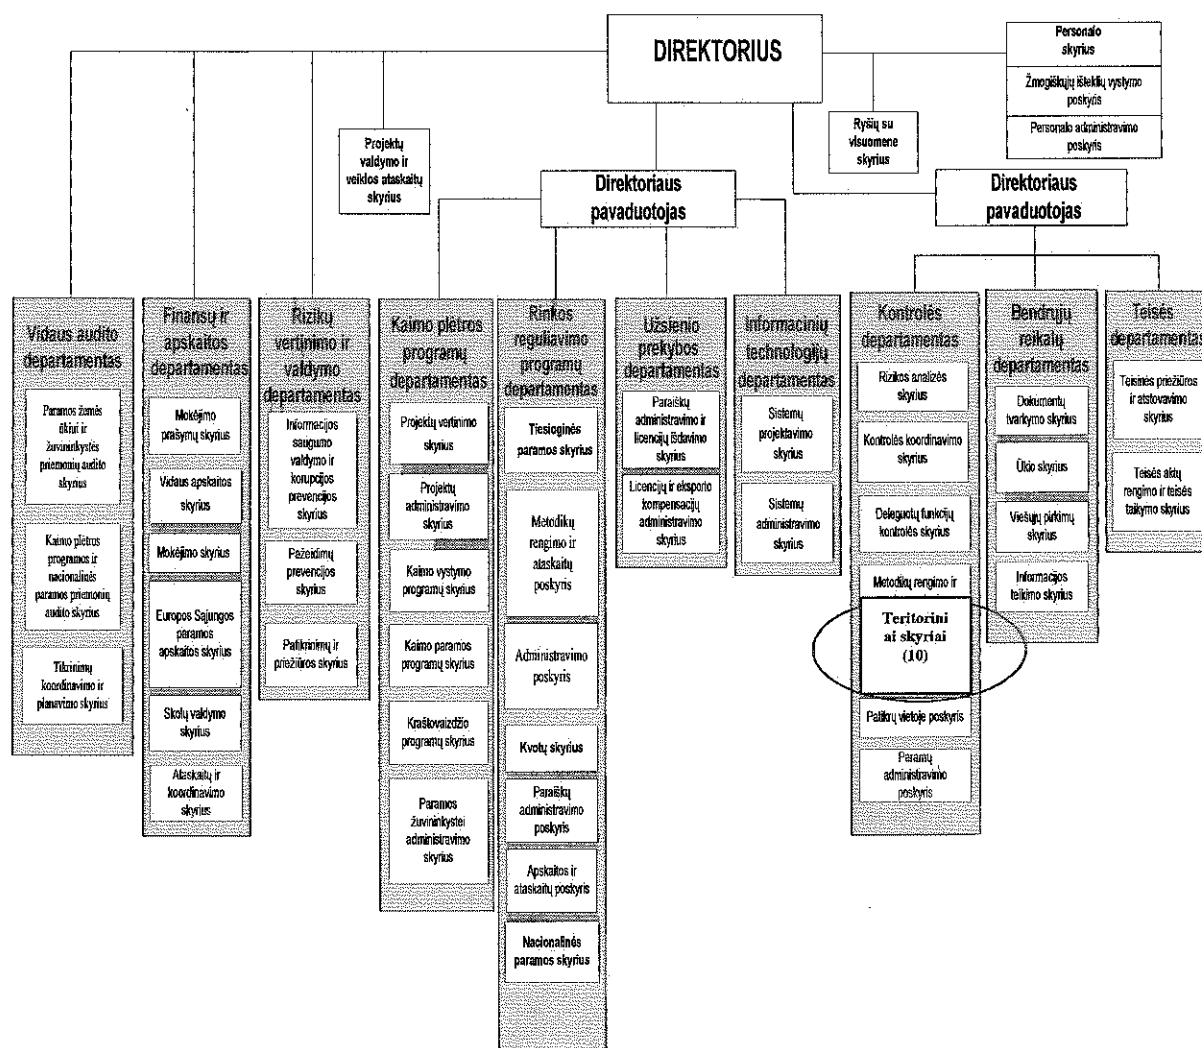 DIREKTORIUS
Personalo
skyrius
Žmogiškųjų išteklių vystymo
poskyris
Personalo administravimo
poskyris
Ryšių su
visuomene
skyrius
Projektų
valdymo ir
veiklos ataskaitų
skyrius
Direktoriaus
pavaduotojas
Direktoriaus
pavaduotojas
Vidaus audito
departamentas
Paramos žemės
ūkiui ir
žuvininkystės
priemonių audito
skyrius
Kaimo plėtros
programos ir
nacionalinės
paramos priemonių
audito skyrius
Tikrinimų
koordinavimo ir
planavimo skyrius
Finansų ir
apskaitos
departamentas
Mokėjimo
prašymų skyrius
Vidaus apskaitos
skyrius
Mokėjimo skyrius
Europos Sąjungos
paramos
apskaitos skyrius
Skolų valdymo
skyrius
Ataskaitų ir
koordinavimo
skyrius
Rizikų
vertinimo ir
valdymo
departamentas
Informacijos
saugumo
valdymo ir
korupcijos
prevencijos
skyrius
Pažeidimų
prevencijos
skyrius
Patikrinimų ir
priežiūros skyrius
Kaimo plėtros
programų
departamentas
Projektų vertinimo
skyrius
Projektų
administravimo
skyrius
Kaimo vystymo
programų skyrius
Kaimo paramos
programų skyrius
Kraštovaizdžio
programų skyrius
Paramos
žuvininkystei
administravimo
skyrius
Rinkos
reguliavimo
programų
departamentas
Tiesioginės
paramos skyrius
Metodikų
rengimo ir
ataskaitų
poskyris
Administravimo
poskyris
Kvotų skyrius
Paraiškų
administravimo
poskyris
Apskaitos ir
ataskaitų poskyris
Nacionalinės
paramos skyrius
Užsienio
prekybos
departamentas
Paraiškų
administravimo ir
licencijų išdavimo
skyrius
Licencijų ir eksporto
kompensacijų
administravimo
skyrius
Informacinių
technologijų
departamentas
Sistemų
projektavimo
skyrius
Sistemų
administravimo
skyrius
Kontrolės
departamentas
Rizikos analizės
skyrius
Kontrolės koordinavimo
skyrius
Deleguotų funkcijų
kontrolės skyrius
Metodikų rengimo ir
Teritorini
ai skyriai
(10)
Patikrų vietoje poskyris
Paramų
administravimo
poskyris
Bendrųjų
reikalų
departamentas
Dokumentų
tvarkymo skyrius
Ūkio skyrius
Viešųjų pirkimų
skyrius
Informacijos
teikimo skyrius
Teisės
departamentas
Teisinės priežiūros
ir atstovavimo
skyrius
Teisės aktų
rengimo ir teisės
taikymo skyrius